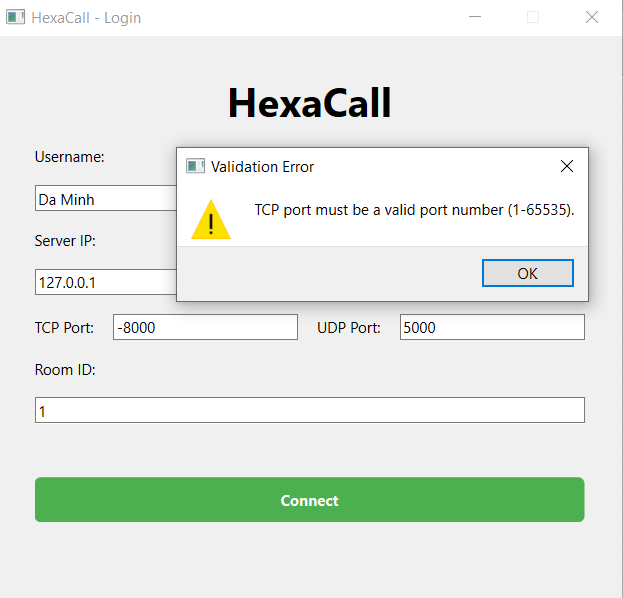 HexaCall - Login
HexaCall
Username:
Da Minh
Validation Error
TCP port must be a valid port number (1-65535).
OK
Server IP:
127.0.0.1
TCP Port: -8000 UDP Port: 5000
Room ID:
1
Connect